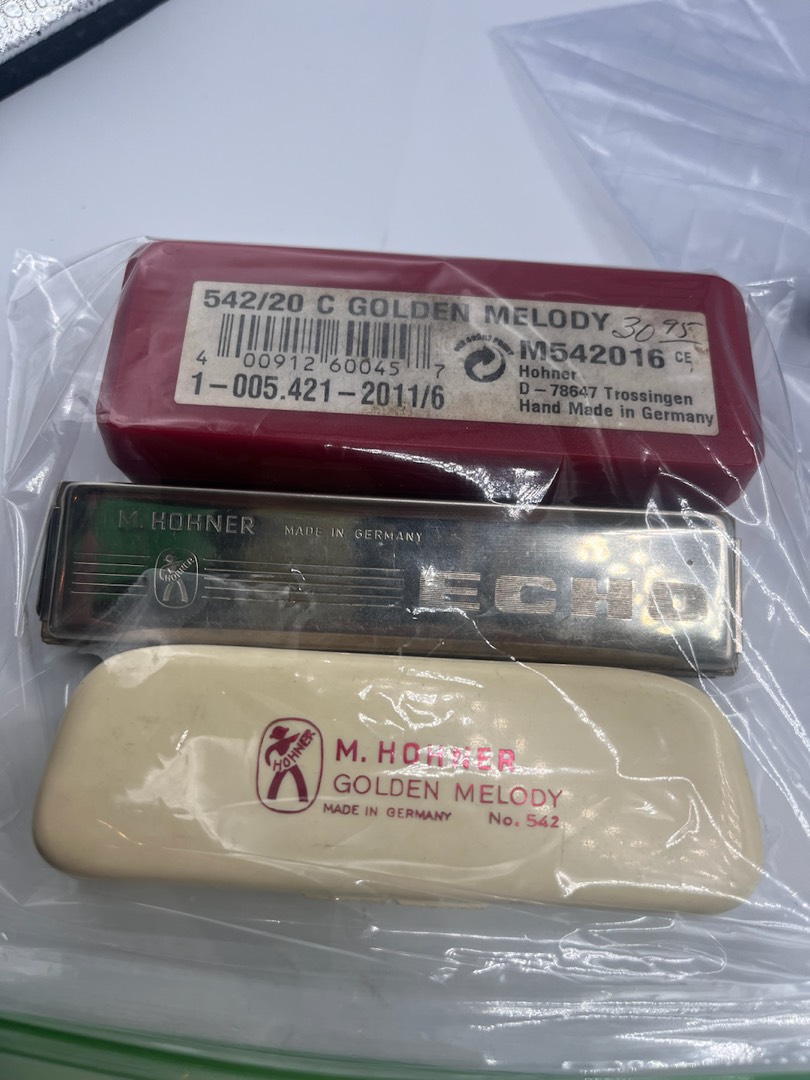 542/20 C GOLDEN MELODY 30 95
4 00912 60045 7
M542016 CE
Hohner
D – 78647 Trossingen
Hand Made in Germany
1–005.421–2011/6
M. HOHNER MADE IN GERMANY
HOHNER
ECHO
HOHNER
M. HOHNER
GOLDEN MELODY
MADE IN GERMANY No. 542